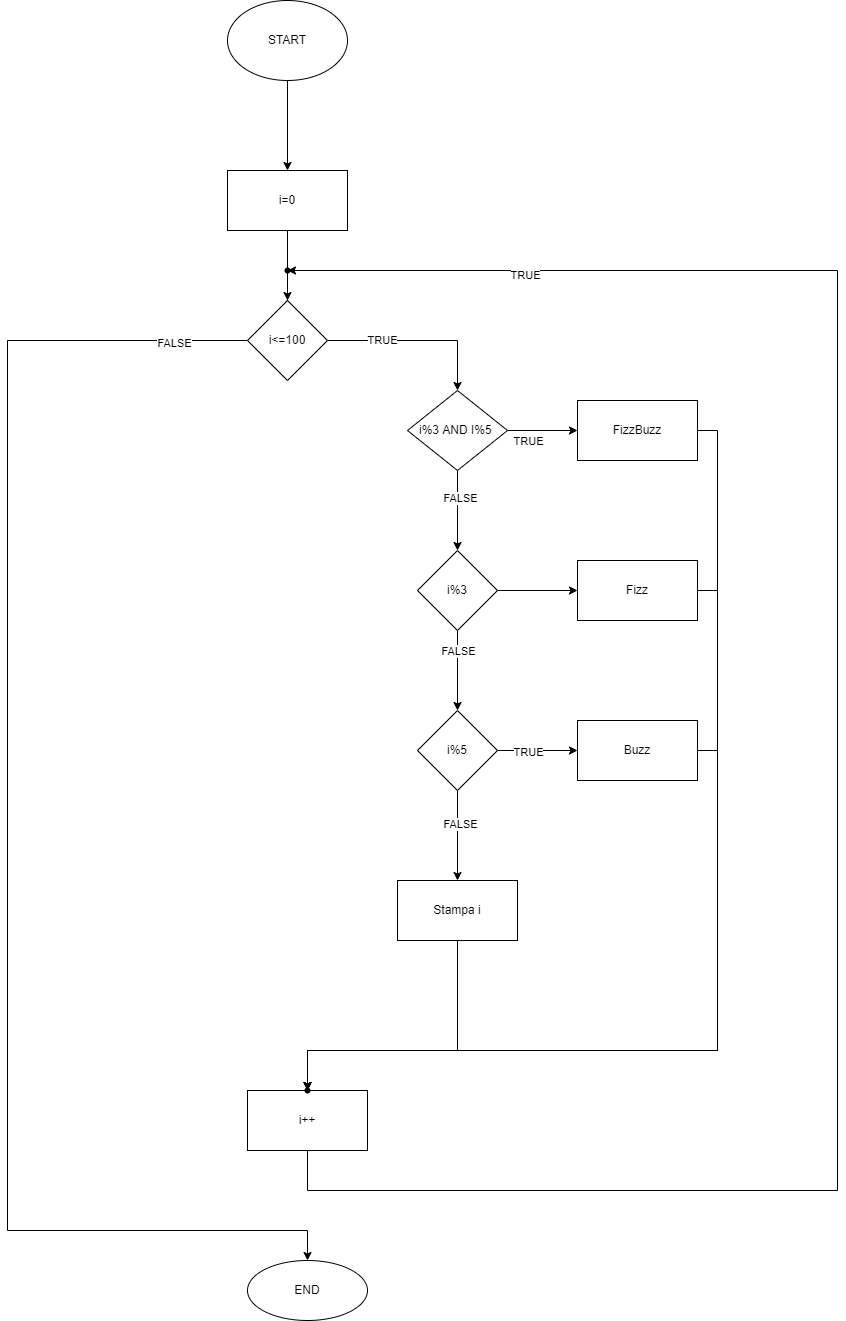 START
i=0
TRUE
i<=100
FALSE
TRUE
i%3 AND I%5
TRUE
FizzBuzz
FALSE
i%3
Fizz
FALSE
i%5
TRUE
Buzz
FALSE
Stampa i
i++
END